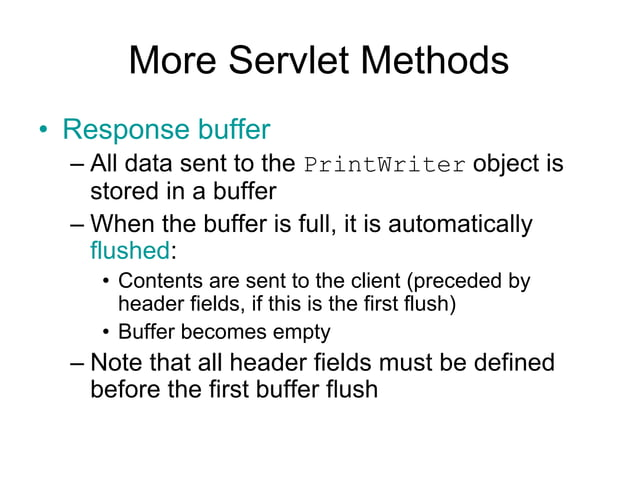 More Servlet Methods
• Response buffer
– All data sent to the PrintWriter object is
stored in a buffer
– When the buffer is full, it is automatically
flushed:
• Contents are sent to the client (preceded by
header fields, if this is the first flush)
• Buffer becomes empty
– Note that all header fields must be defined
before the first buffer flush